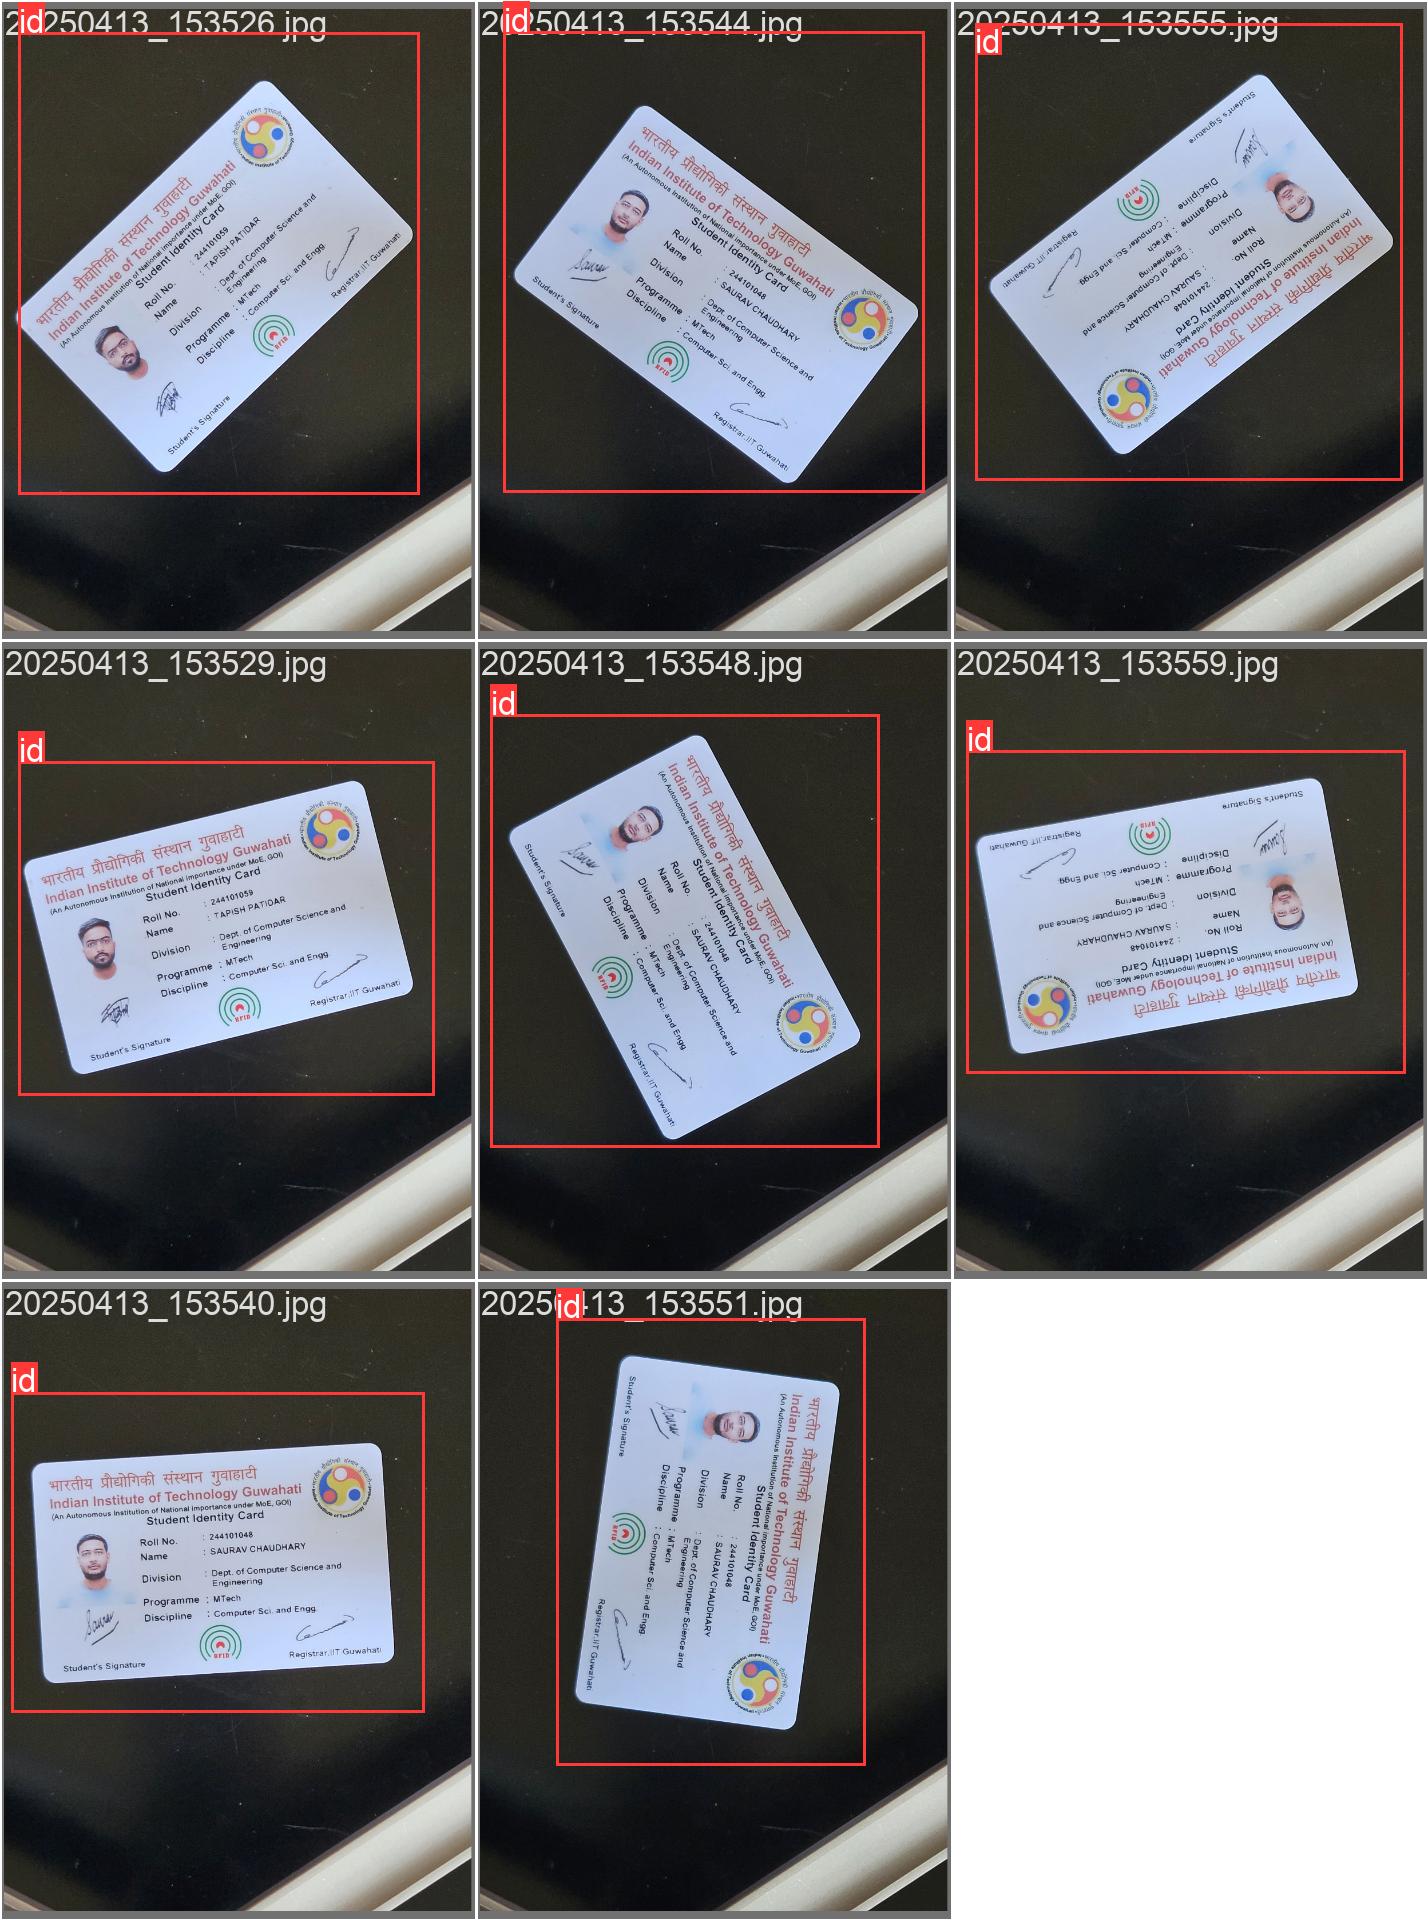 20250413_153526.jpg
id
भारतीय प्रौद्योगिकी संस्थान गुवाहाटी
Indian Institute of Technology Guwahati
(An Autonomous Institution of National importance under MoE, GOI)
Student Identity Card
Roll No. : 244101059
Name : TAPISH PATIDAR
Division : Dept. of Computer Science and
Engineering
Programme : MTech
Discipline : Computer Sci. and Engg.
RFID
Student's Signature
Registrar,IIT Guwahati
20250413_153544.jpg
id
भारतीय प्रौद्योगिकी संस्थान गुवाहाटी
Indian Institute of Technology Guwahati
(An Autonomous Institution of National importance under MoE, GOI)
Student Identity Card
Roll No. : 244101048
Name : SAURAV CHAUDHARY
Division : Dept. of Computer Science and
Engineering
Programme : MTech
Discipline : Computer Sci. and Engg.
Saurav
RFID
Student's Signature
Registrar,IIT Guwahati
20250413_153555.jpg
id
भारतीय प्रौद्योगिकी संस्थान गुवाहाटी
Indian Institute of Technology Guwahati
(An Autonomous Institution of National importance under MoE, GOI)
Student Identity Card
Roll No. : 244101048
Name : SAURAV CHAUDHARY
Division : Dept. of Computer Science and
Engineering
Programme : MTech
Discipline : Computer Sci. and Engg.
Saurav
RFID
Student's Signature
Registrar,IIT Guwahati
20250413_153529.jpg
id
भारतीय प्रौद्योगिकी संस्थान गुवाहाटी
Indian Institute of Technology Guwahati
(An Autonomous Institution of National importance under MoE, GOI)
Student Identity Card
Roll No. : 244101059
Name : TAPISH PATIDAR
Division : Dept. of Computer Science and
Engineering
Programme : MTech
Discipline : Computer Sci. and Engg.
RFID
Student's Signature
Registrar,IIT Guwahati
20250413_153548.jpg
id
भारतीय प्रौद्योगिकी संस्थान गुवाहाटी
Indian Institute of Technology Guwahati
(An Autonomous Institution of National importance under MoE, GOI)
Student Identity Card
Roll No. : 244101048
Name : SAURAV CHAUDHARY
Division : Dept. of Computer Science and
Engineering
Programme : MTech
Discipline : Computer Sci. and Engg.
Saurav
RFID
Student's Signature
Registrar,IIT Guwahati
20250413_153559.jpg
id
भारतीय प्रौद्योगिकी संस्थान गुवाहाटी
Indian Institute of Technology Guwahati
(An Autonomous Institution of National importance under MoE, GOI)
Student Identity Card
Roll No. : 244101048
Name : SAURAV CHAUDHARY
Division : Dept. of Computer Science and
Engineering
Programme : MTech
Discipline : Computer Sci. and Engg.
Saurav
RFID
Student's Signature
Registrar,IIT Guwahati
20250413_153540.jpg
id
भारतीय प्रौद्योगिकी संस्थान गुवाहाटी
Indian Institute of Technology Guwahati
(An Autonomous Institution of National importance under MoE, GOI)
Student Identity Card
Roll No. : 244101048
Name : SAURAV CHAUDHARY
Division : Dept. of Computer Science and
Engineering
Programme : MTech
Discipline : Computer Sci. and Engg.
Saurav
RFID
Student's Signature
Registrar,IIT Guwahati
20250413_153551.jpg
id
भारतीय प्रौद्योगिकी संस्थान गुवाहाटी
Indian Institute of Technology Guwahati
(An Autonomous Institution of National importance under MoE, GOI)
Student Identity Card
Roll No. : 244101048
Name : SAURAV CHAUDHARY
Division : Dept. of Computer Science and
Engineering
Programme : MTech
Discipline : Computer Sci. and Engg.
Saurav
RFID
Student's Signature
Registrar,IIT Guwahati